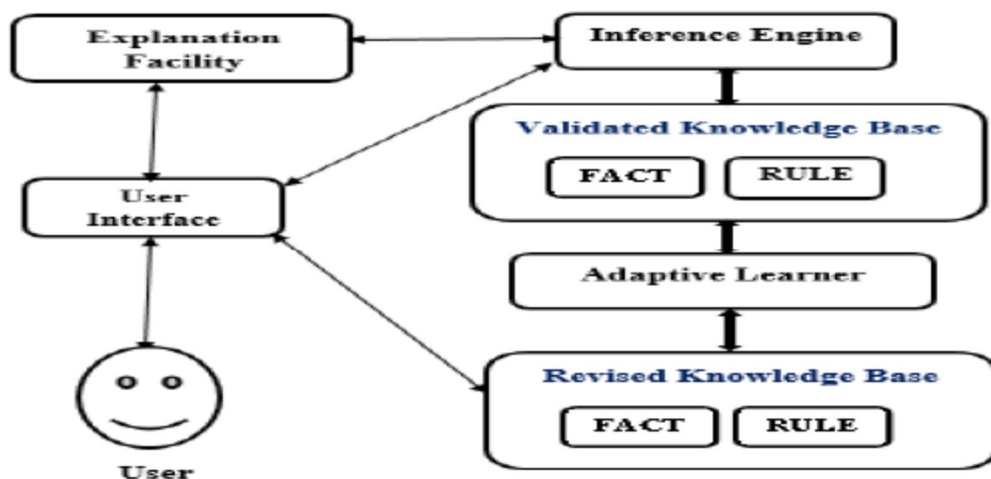 Explanation
Facility
Inference Engine
Validated Knowledge Base
FACT
RULE
User
Interface
Adaptive Learner
Revised Knowledge Base
FACT
RULE
User